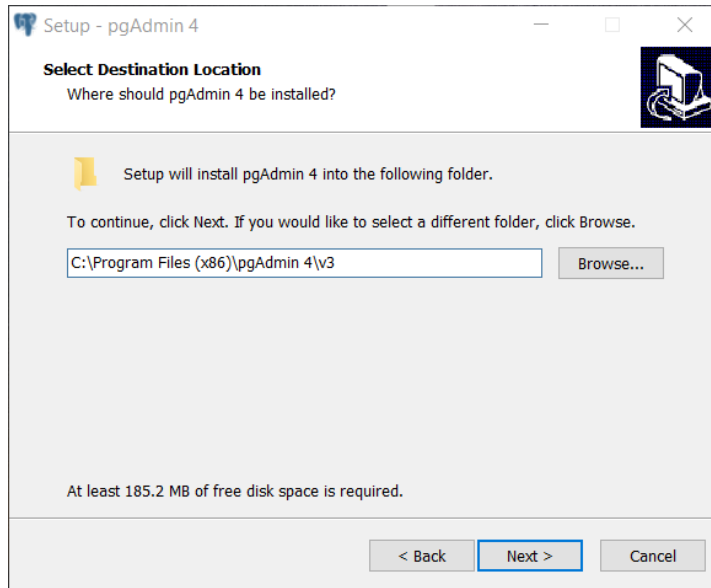 Setup - pgAdmin 4
Select Destination Location
Where should pgAdmin 4 be installed?
Setup will install pgAdmin 4 into the following folder.
To continue, click Next. If you would like to select a different folder, click Browse.
C:\Program Files (x86)\pgAdmin 4\v3
Browse...
At least 185.2 MB of free disk space is required.
< Back
Next >
Cancel